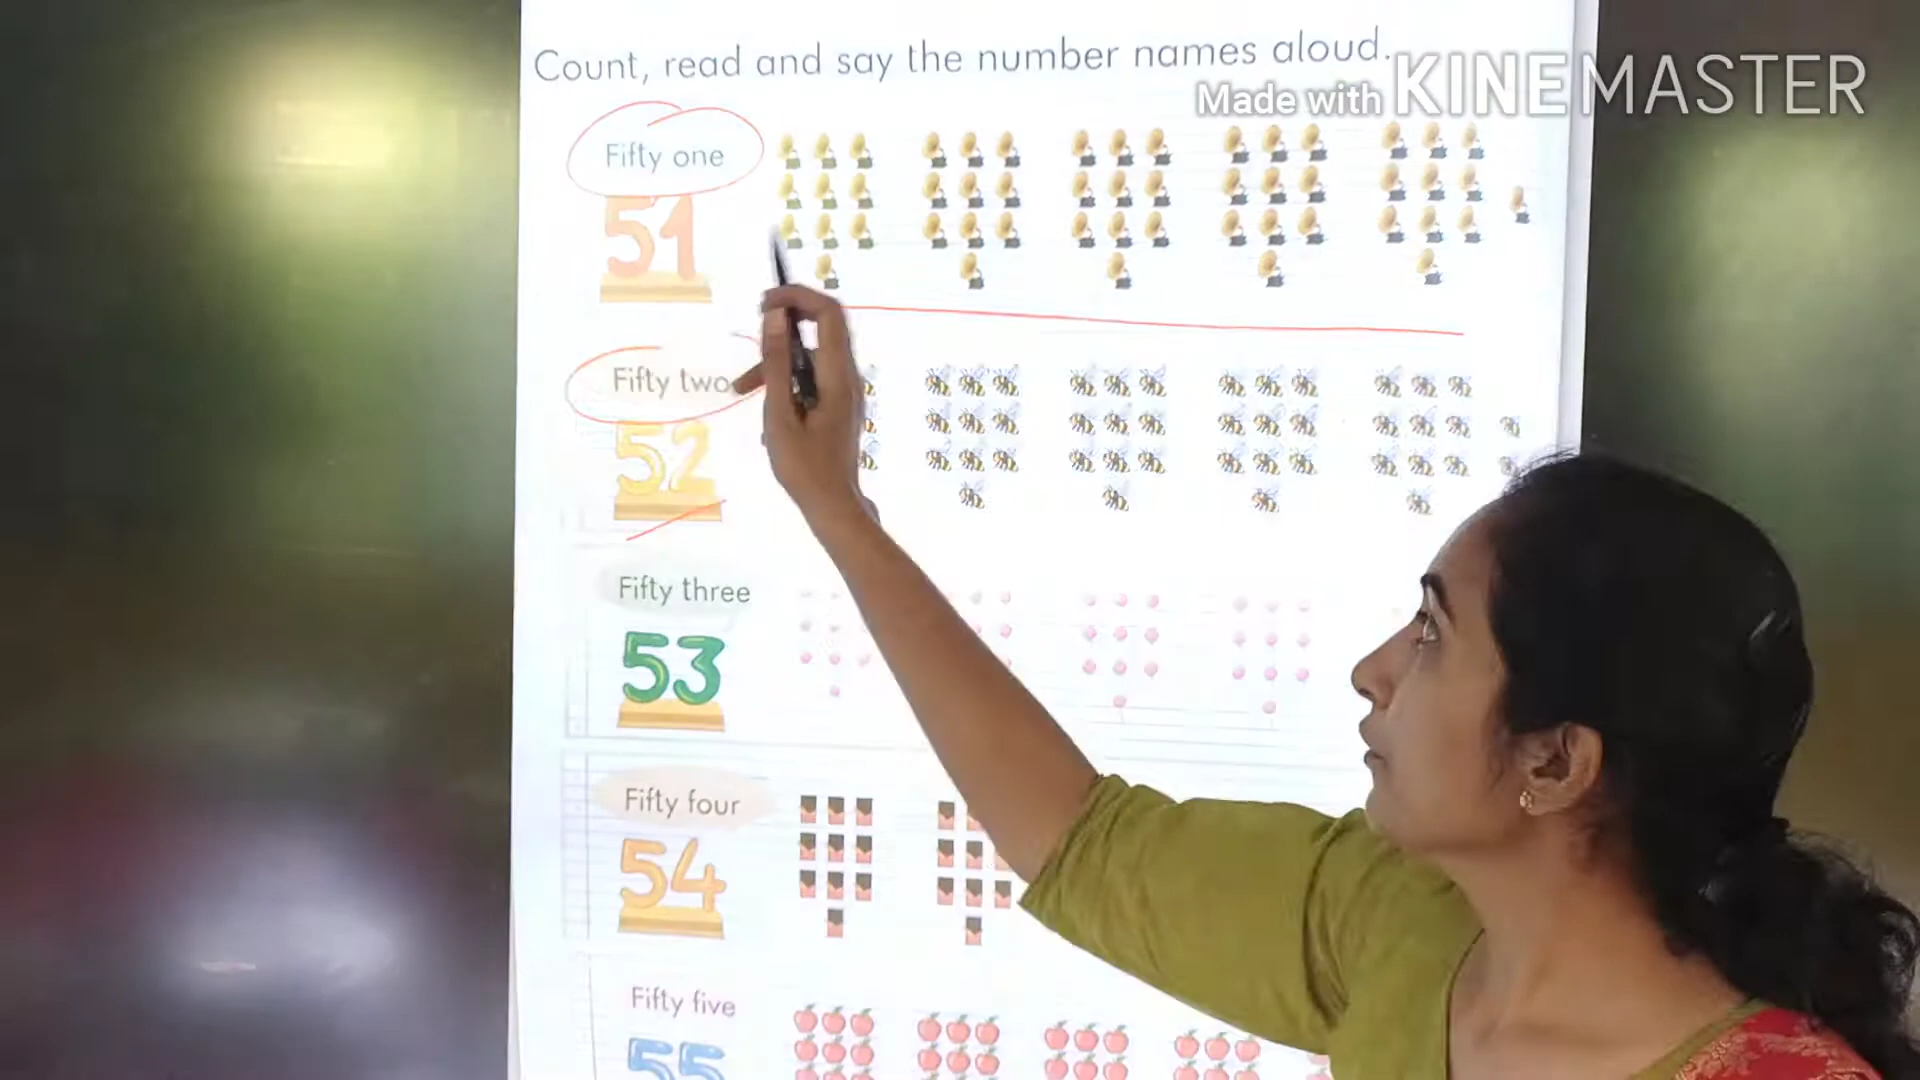 Count, read and say the number names aloud.
Made with KINEMASTER
Fifty one
51
Fifty two
52
Fifty three
53
Fifty four
54
Fifty five
55